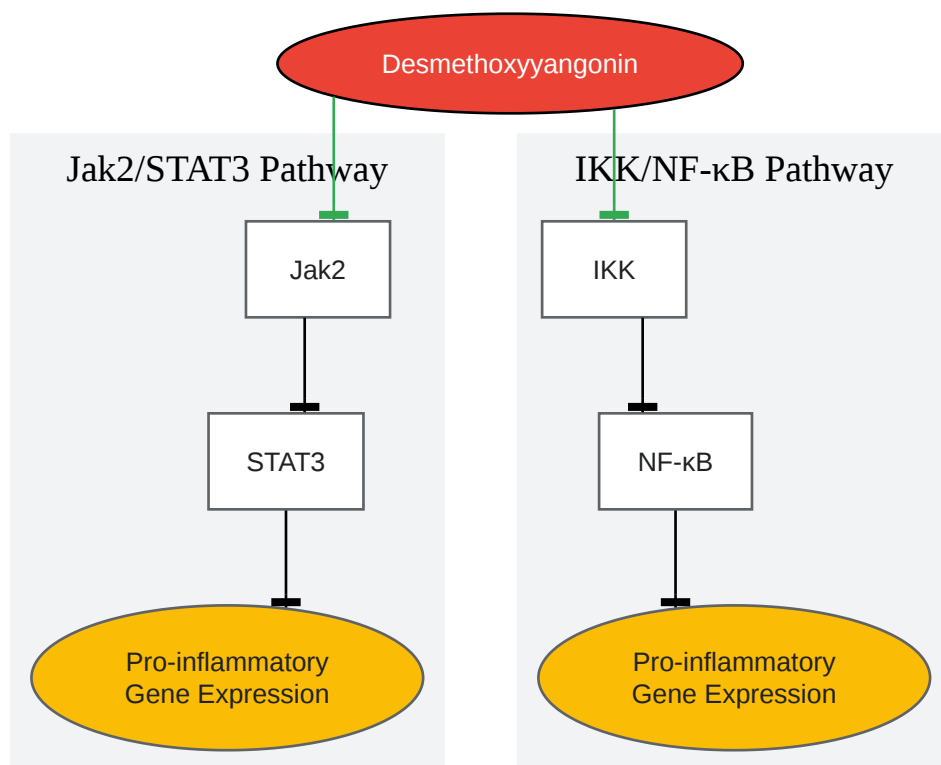 Desmethoxyyangonin
Jak2/STAT3 Pathway
Jak2
STAT3
Pro-inflammatory
Gene Expression
IKK/NF-κB Pathway
IKK
NF-κB
Pro-inflammatory
Gene Expression